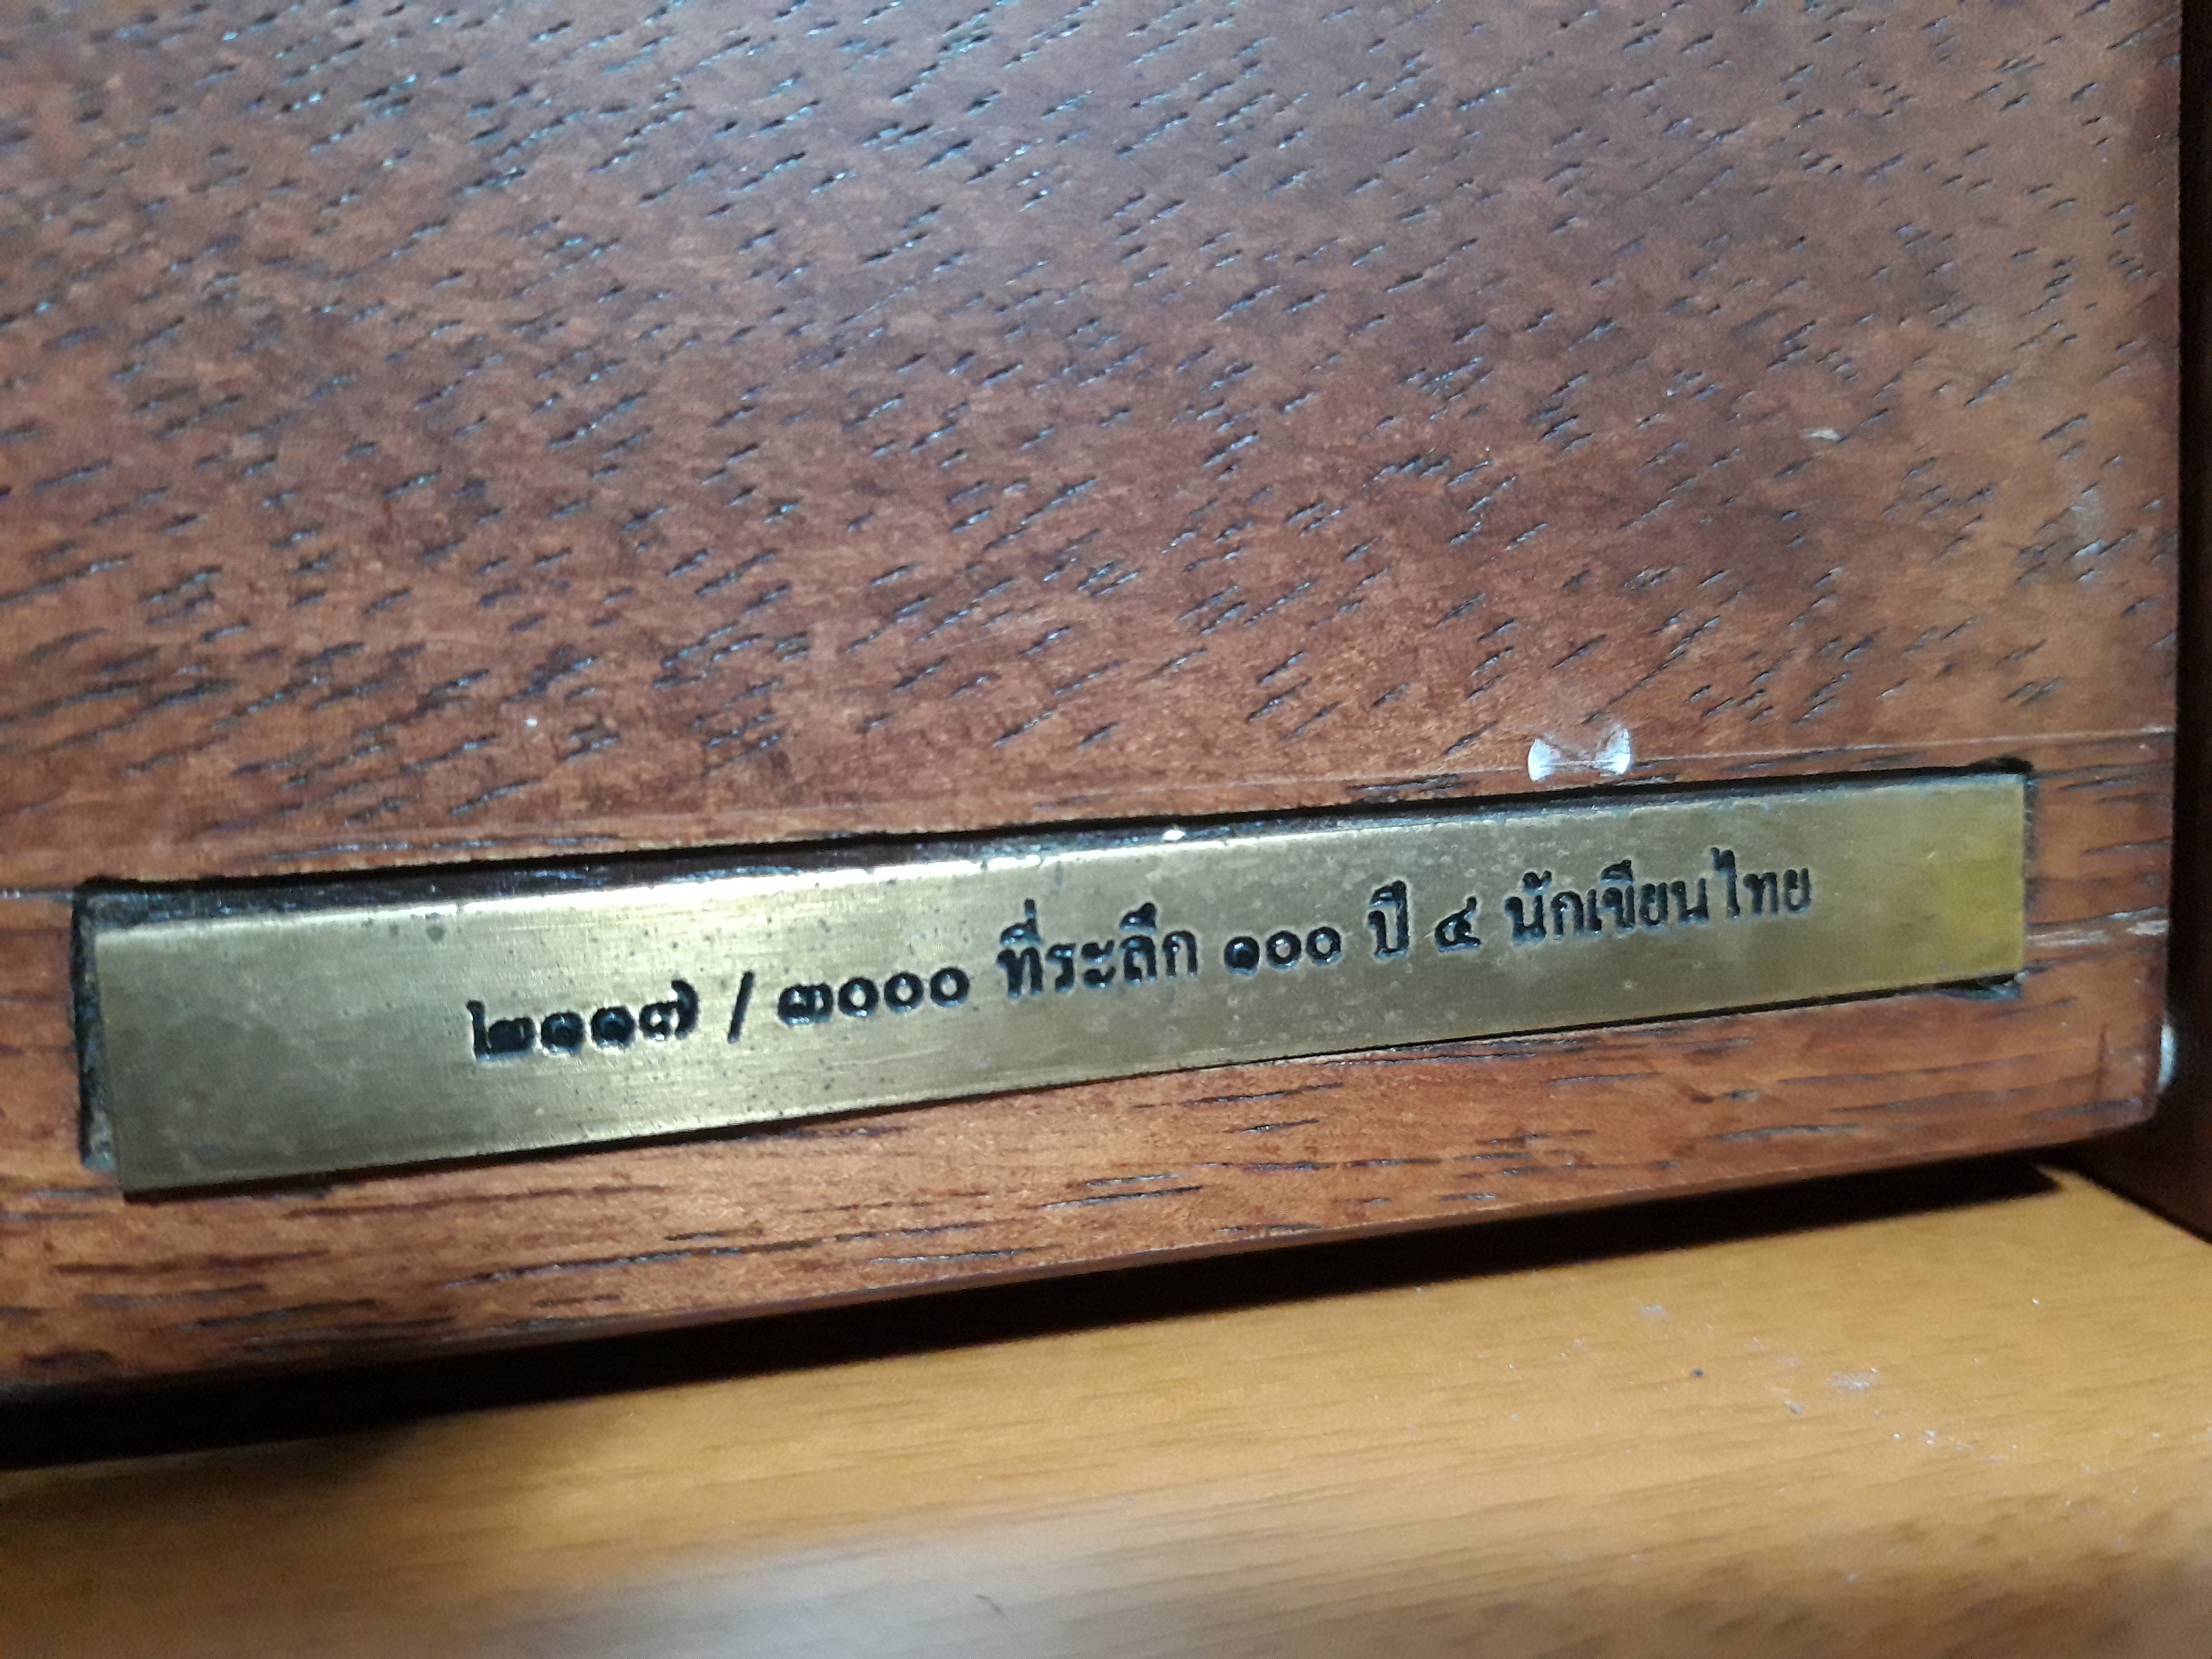 ๒๑๑๗ / ๓๐๐๐ ที่ระลึก ๑๐๐ ปี ๔ นักเขียนไทย